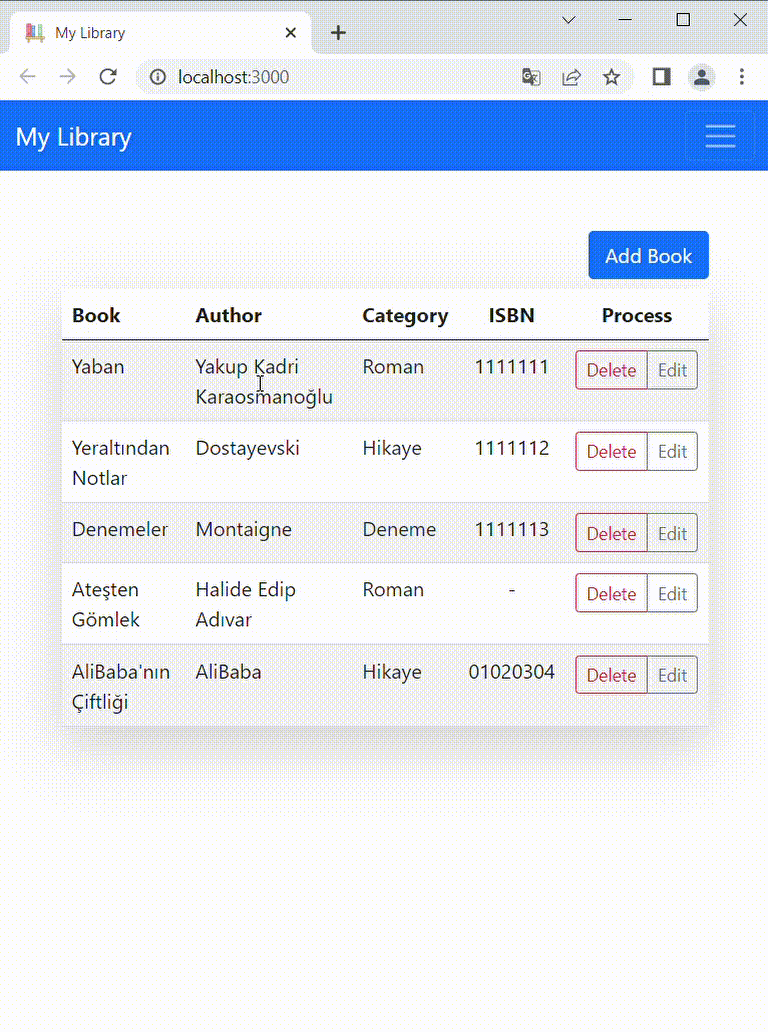 My Library
localhost:3000
My Library
Add Book
Book Author Category ISBN Process
Yaban Yakup Kadri Roman 1111111 Delete Edit
Karaosmanoğlu
Yeraltından Dostayevski Hikaye 1111112 Delete Edit
Notlar
Denemeler Montaigne Deneme 1111113 Delete Edit
Ateşten Halide Edip Roman - Delete Edit
Gömlek Adıvar
AliBaba'nın AliBaba Hikaye 01020304 Delete Edit
Çiftliği